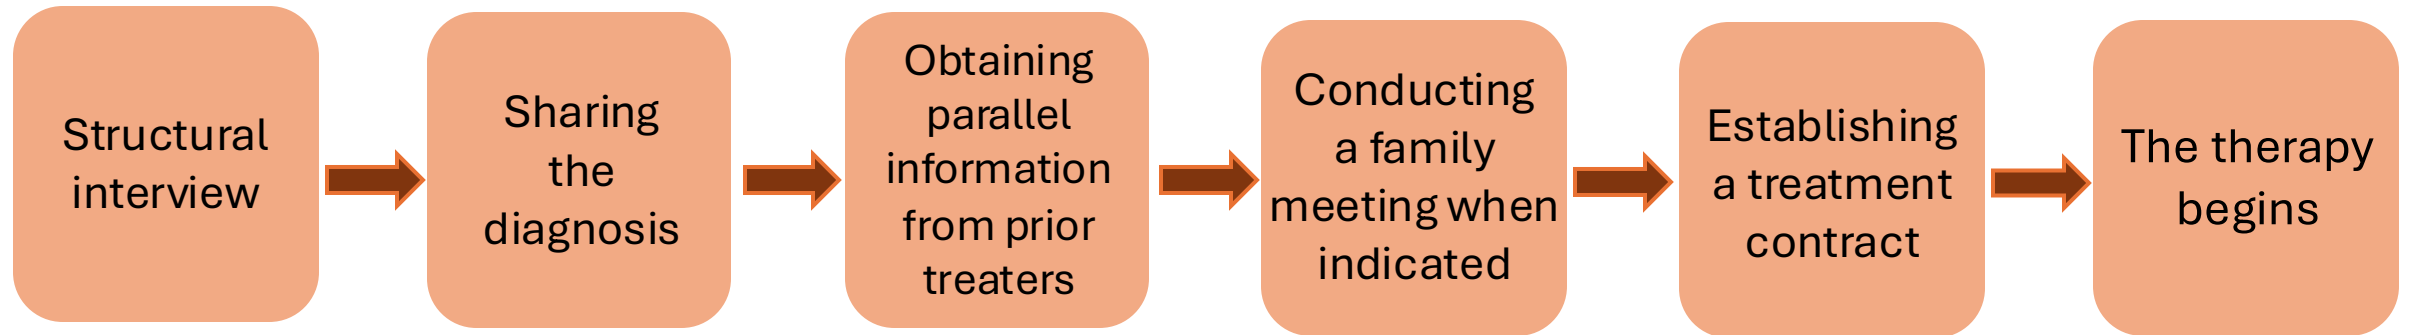 Structural
interview
Sharing
the
diagnosis
Obtaining
parallel
information
from prior
treaters
Conducting
a family
meeting when
indicated
Establishing
a treatment
contract
The therapy
begins